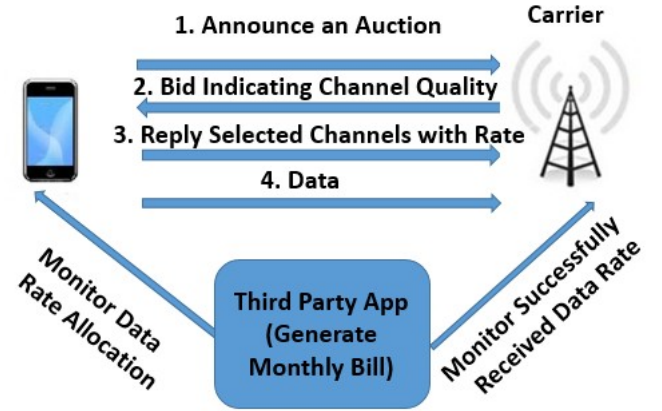 Carrier
1. Announce an Auction
2. Bid Indicating Channel Quality
3. Reply Selected Channels with Rate
4. Data
Monitor Data
Rate Allocation
Third Party App
(Generate
Monthly Bill)
Monitor Successfully
Received Data Rate